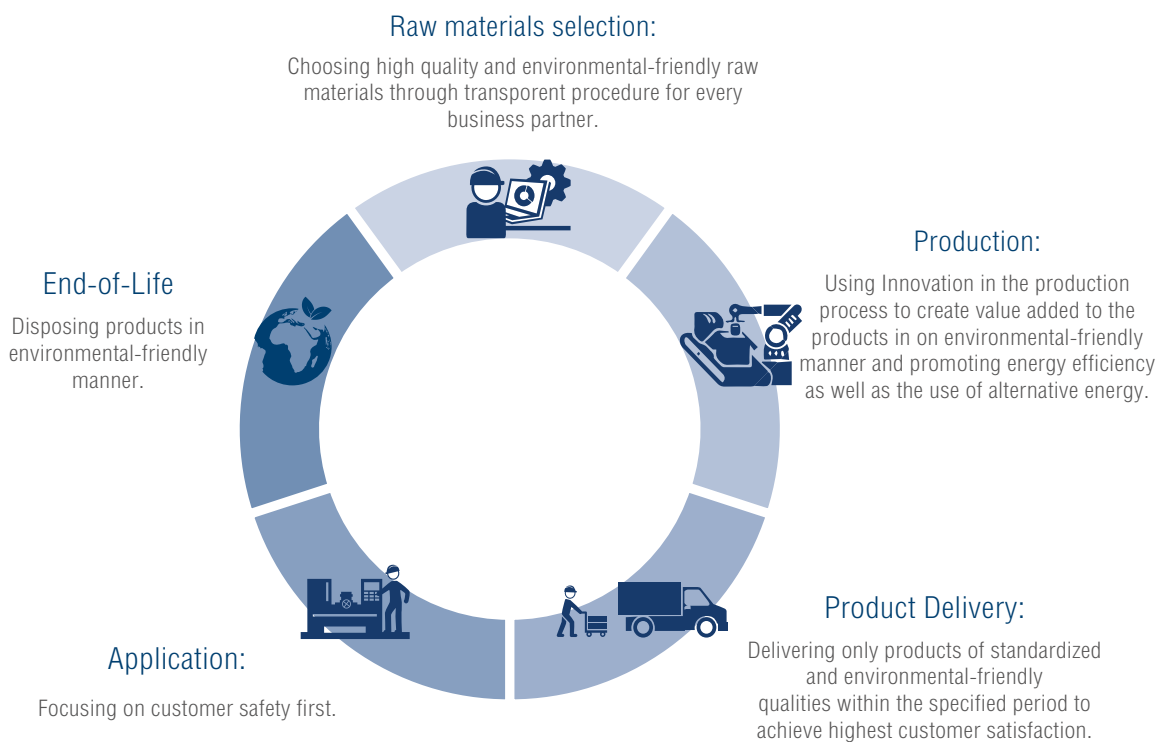 Raw materials selection:
Choosing high quality and environmental-friendly raw
materials through transporent procedure for every
business partner.
Production:
Using Innovation in the production
process to create value added to the
products in on environmental-friendly
manner and promoting energy efficiency
as well as the use of alternative energy.
Product Delivery:
Delivering only products of standardized
and environmental-friendly
qualities within the specified period to
achieve highest customer satisfaction.
Application:
Focusing on customer safety first.
End-of-Life
Disposing products in
environmental-friendly
manner.